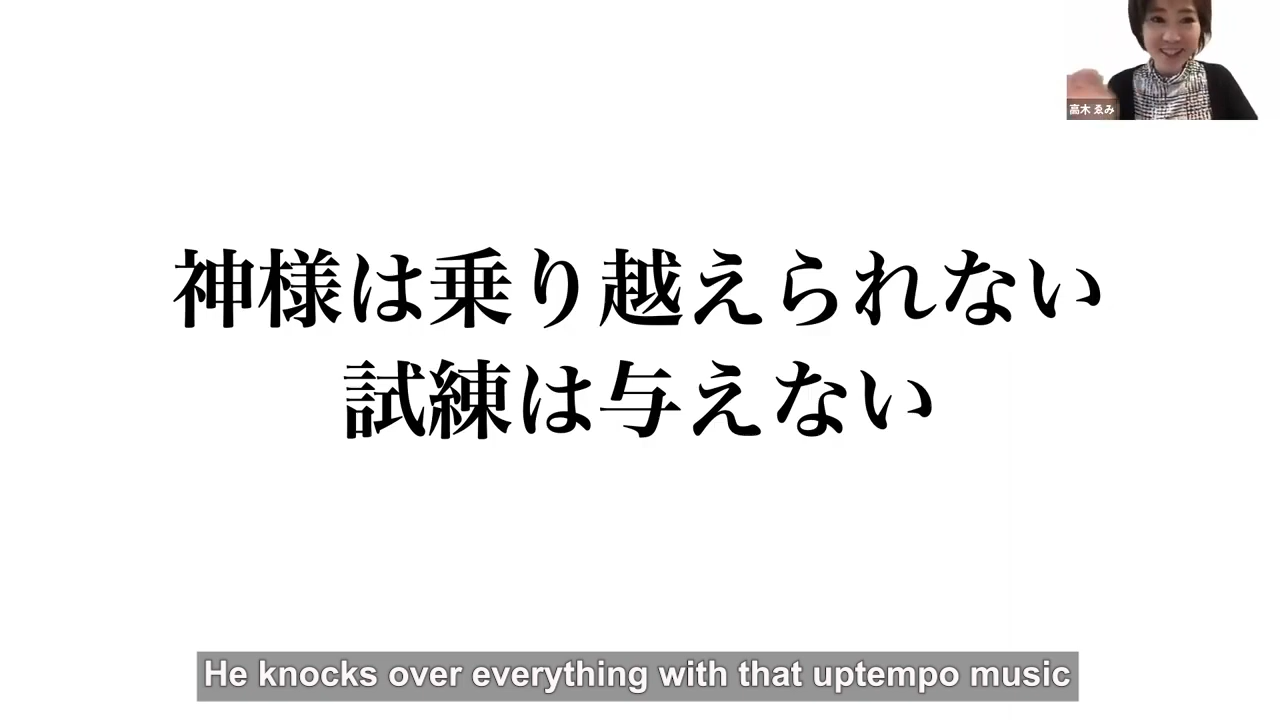 高木 ゑみ
神様は乗り越えられない
試練は与えない
He knocks over everything with that uptempo music